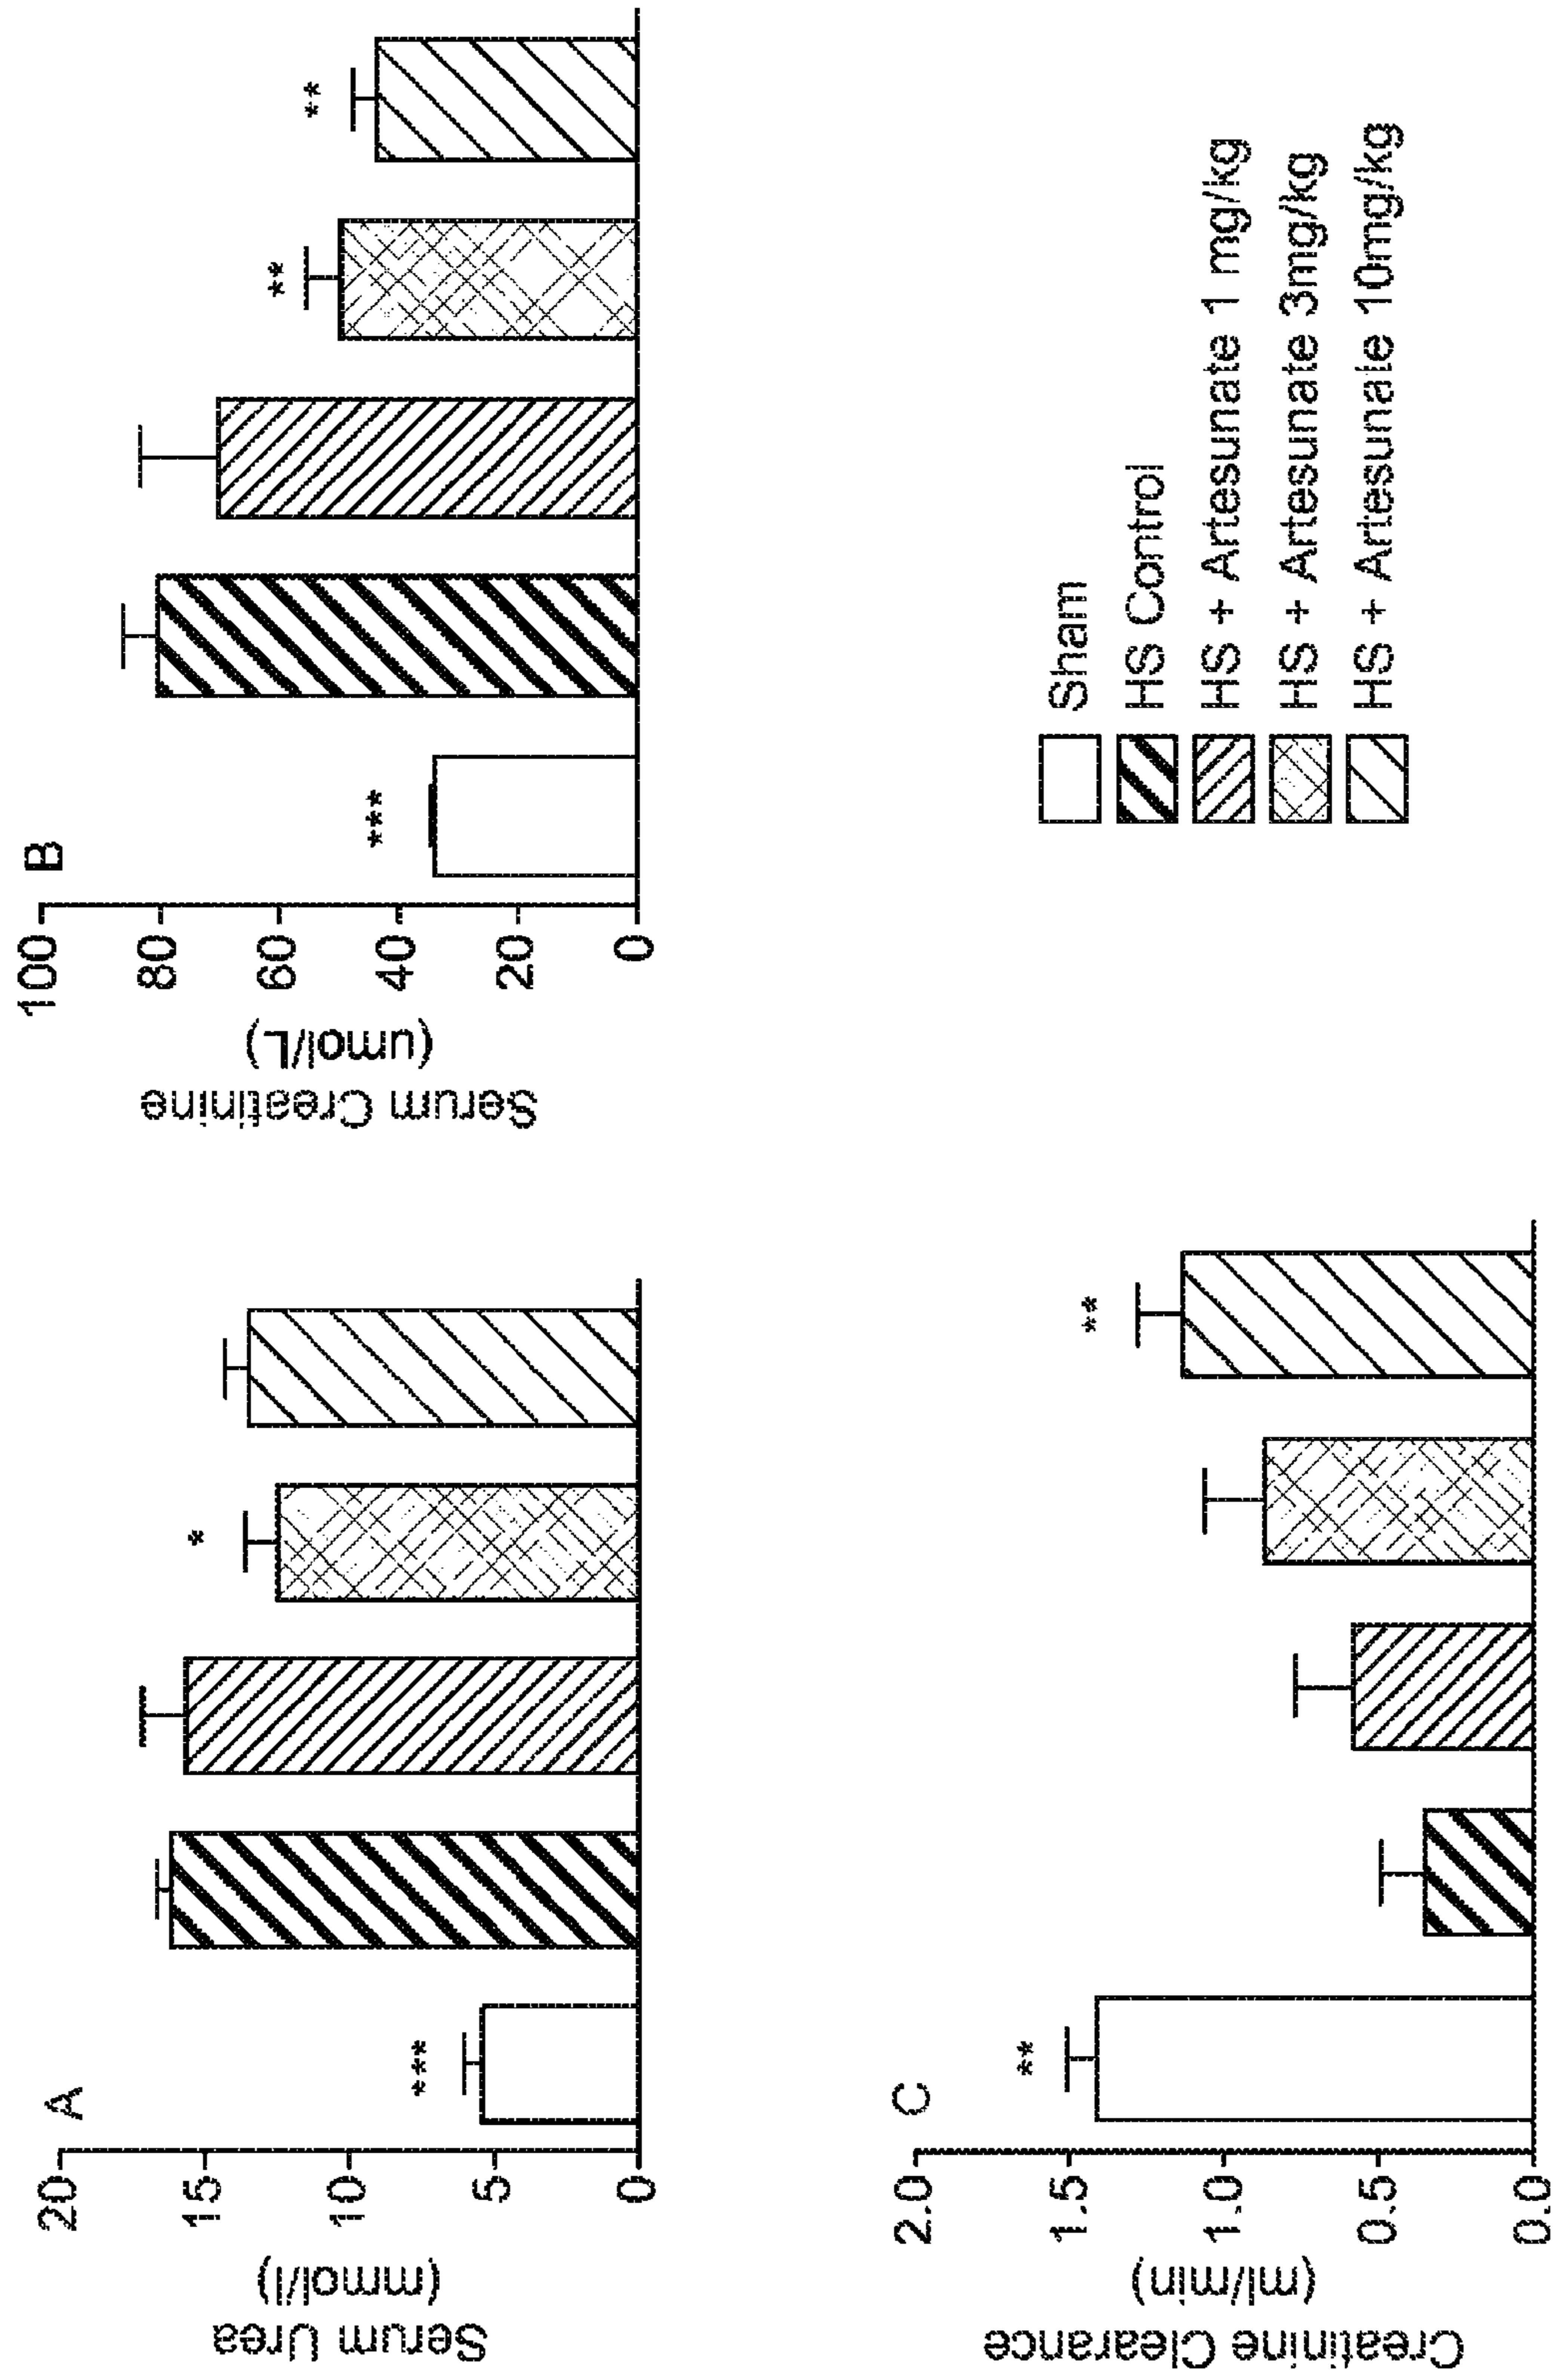 A
Serum Urea
(mmol/l)
20
15
10
5
0
***
*
B
Serum Creatinine
(umol/L)
100
80
60
40
20
0
***
**
**
C
Creatinine Clearance
(ml/min)
2.0
1.5
1.0
0.5
0.0
**
**
Sham
HS Control
HS + Artesunate 1 mg/kg
HS + Artesunate 3mg/kg
HS + Artesunate 10mg/kg